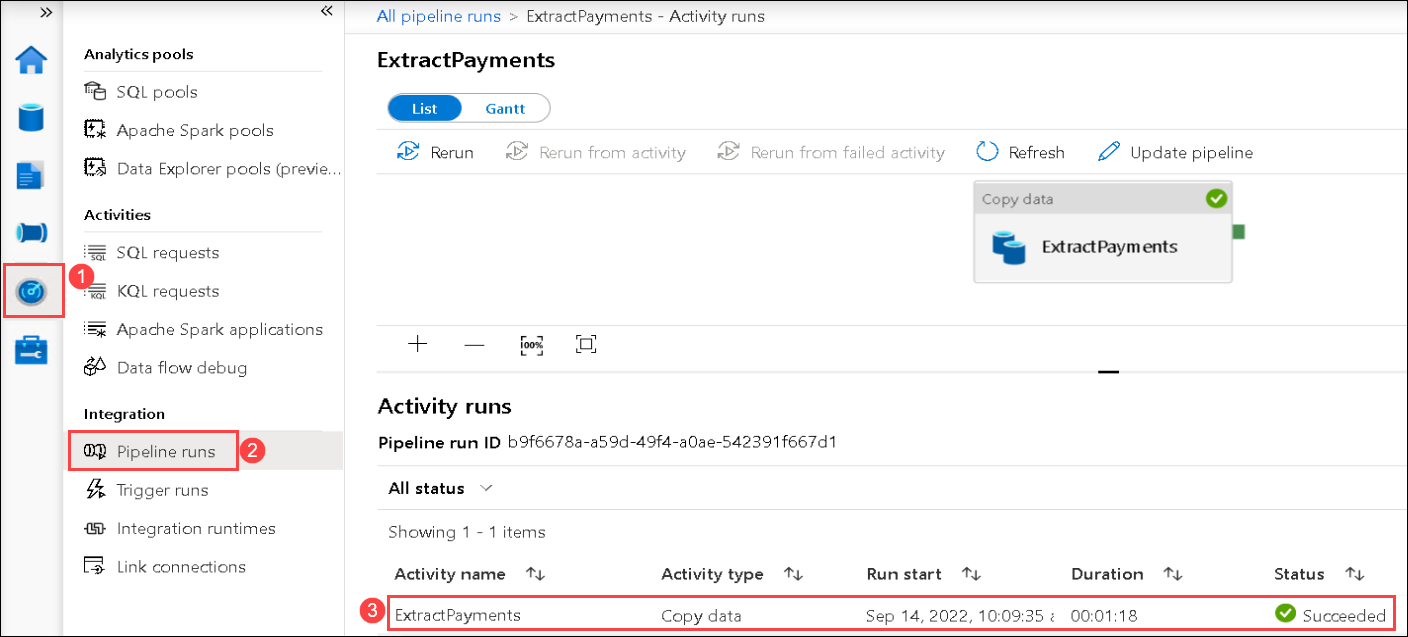 All pipeline runs > ExtractPayments - Activity runs
Analytics pools
SQL pools
Apache Spark pools
Data Explorer pools (previe...
Activities
SQL requests
1
KQL requests
Apache Spark applications
Data flow debug
Integration
Pipeline runs 2
Trigger runs
Integration runtimes
Link connections
ExtractPayments
List Gantt
Rerun Rerun from activity Rerun from failed activity Refresh Update pipeline
Copy data
ExtractPayments
100%
Activity runs
Pipeline run ID b9f6678a-a59d-49f4-a0ae-542391f667d1
All status
Showing 1 - 1 items
Activity name Activity type Run start Duration Status
3 ExtractPayments Copy data Sep 14, 2022, 10:09:35 00:01:18 Succeeded